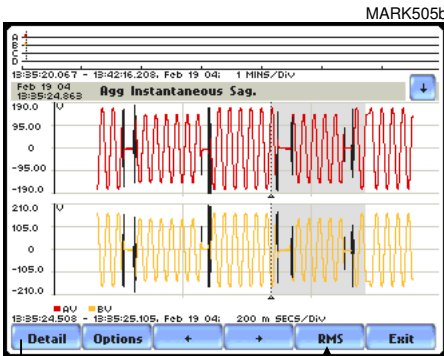 MARK505b
A
B
C
D
13:35:20.067 - 13:42:16.208, Feb 19 04; 1 MINS/Div
Feb 19 04
13:35:24.863
Agg Instantaneous Sag.
190.0 V
95.00
0
-95.00
-190.0
210.0 V
105.0
0
-105.0
-210.0
AV BV
13:35:24.508 - 13:35:25.105, Feb 19 04; 200 m SECS/Div
Detail Options ← → RMS Exit